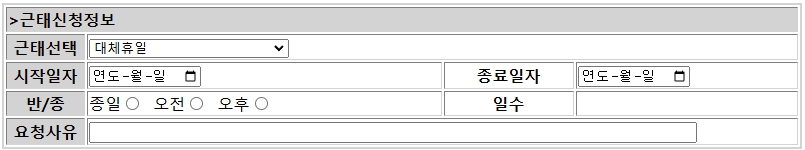 >근태신청정보
근태선택 대체휴일
시작일자 연도-월-일 종료일자 연도-월-일
반/종 종일 오전 오후 일수
요청사유